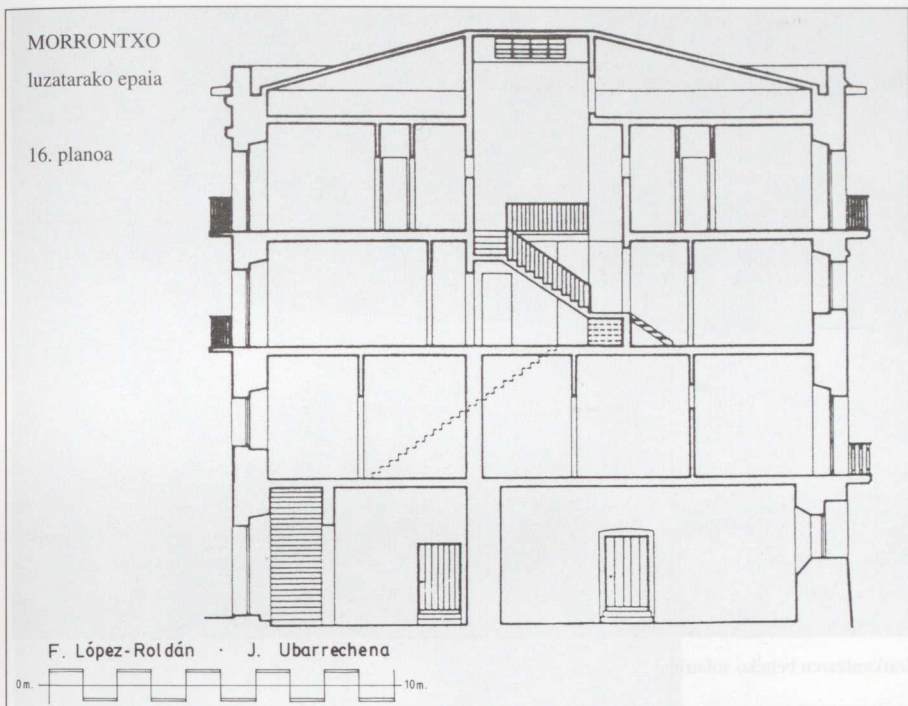 MORRONTXO
luzatarako epaia
16. planoa
F. López-Roldán · J. Ubarrechena
0 m. 10 m.